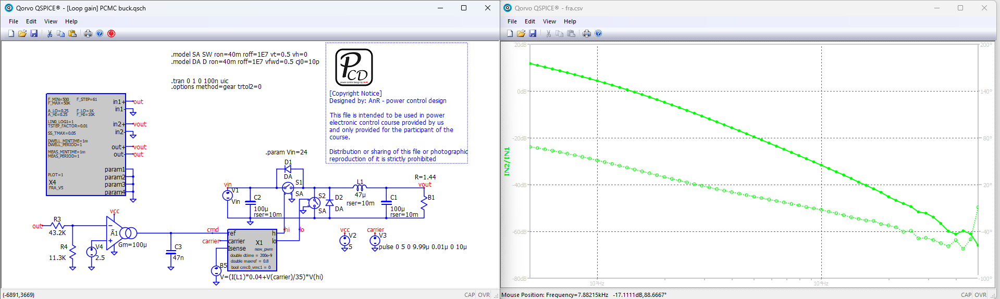 Qorvo QSPICE® - [Loop gain] PCMC buck.qsch
File Edit View Help
.model SA SW ron=40m roff=1E7 vt=0.5 vh=0
.model DA D ron=40m roff=1E7 vfwd=0.5 cj0=10p
.tran 0 1 0 100n uic
.options method=gear trtol2=0
PCD
power control design by AnR
[Copyright Notice]
Designed by: AnR - power control design
This file is intended to be used in power
electronic control course provided by us
and only provided for the participant of the
course.
Distribution or sharing of this file or photographic
reproduction of it is strictly prohibited
F_MIN=500 F_STEP=61
F_MAX=50K
A_LO=0.25 F_LO=1K
A_HI=0.25 F_HI=10K
LIN0_LOG1=1
TSTEP_FACTOR=0.01
SS_TMAX=0.05
DWELL_MINTIME=1m
DWELL_PERIOD=1
MEAS_MINTIME=1m
MEAS_PERIOD=1
PLOT=1
X4
FRA_V5
in1+ out
in1-
in2+ vout
in2-
out+ vout
out- out
param1
param2
param3
param4
.param Vin=24
D1
DA
S1
SA
vin
V1
Vin
C2
100µ
rser=10m
S2
SA
D2
DA
L1
47µ
rser=10m
C1
100µ
rser=10m
R=1.44
vout
B1
out
R3
43.2K
R4
11.3K
V4
2.5
vcc
Ã1
Gm=100µ
C3
47n
cmd
carrier
ref
carrier
Isense
hi
lo
X1
new_pwm
double dtime = 200e-9
double maxref = 0.8
bool cmc0_vmc1 = 0
hi
lo
B5
V=(I(L1)*0.04+V(carrier)/35)*V(hi)
vcc
V2
5
carrier
V3
pulse 0 5 0 9.99µ 0.01µ 0 10µ
(-6891,3669)
CAP OVR
Qorvo QSPICE® - fra.csv
File Edit View Help
20dB
0dB
-20dB
-40dB
-60dB
-80dB
IN2/IN1
200°
140°
80°
20°
-40°
-100°
10³Hz
10⁴Hz
Mouse Position: Frequency=7.88215kHz -17.1111dB,88.6667°
CAP OVR